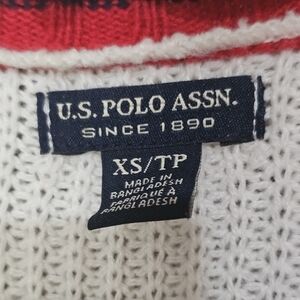 U.S. POLO ASSN.
SINCE 1890
XS/TP
MADE IN
BANGLADESH
FABRIQUÉ À
BANGLADESH